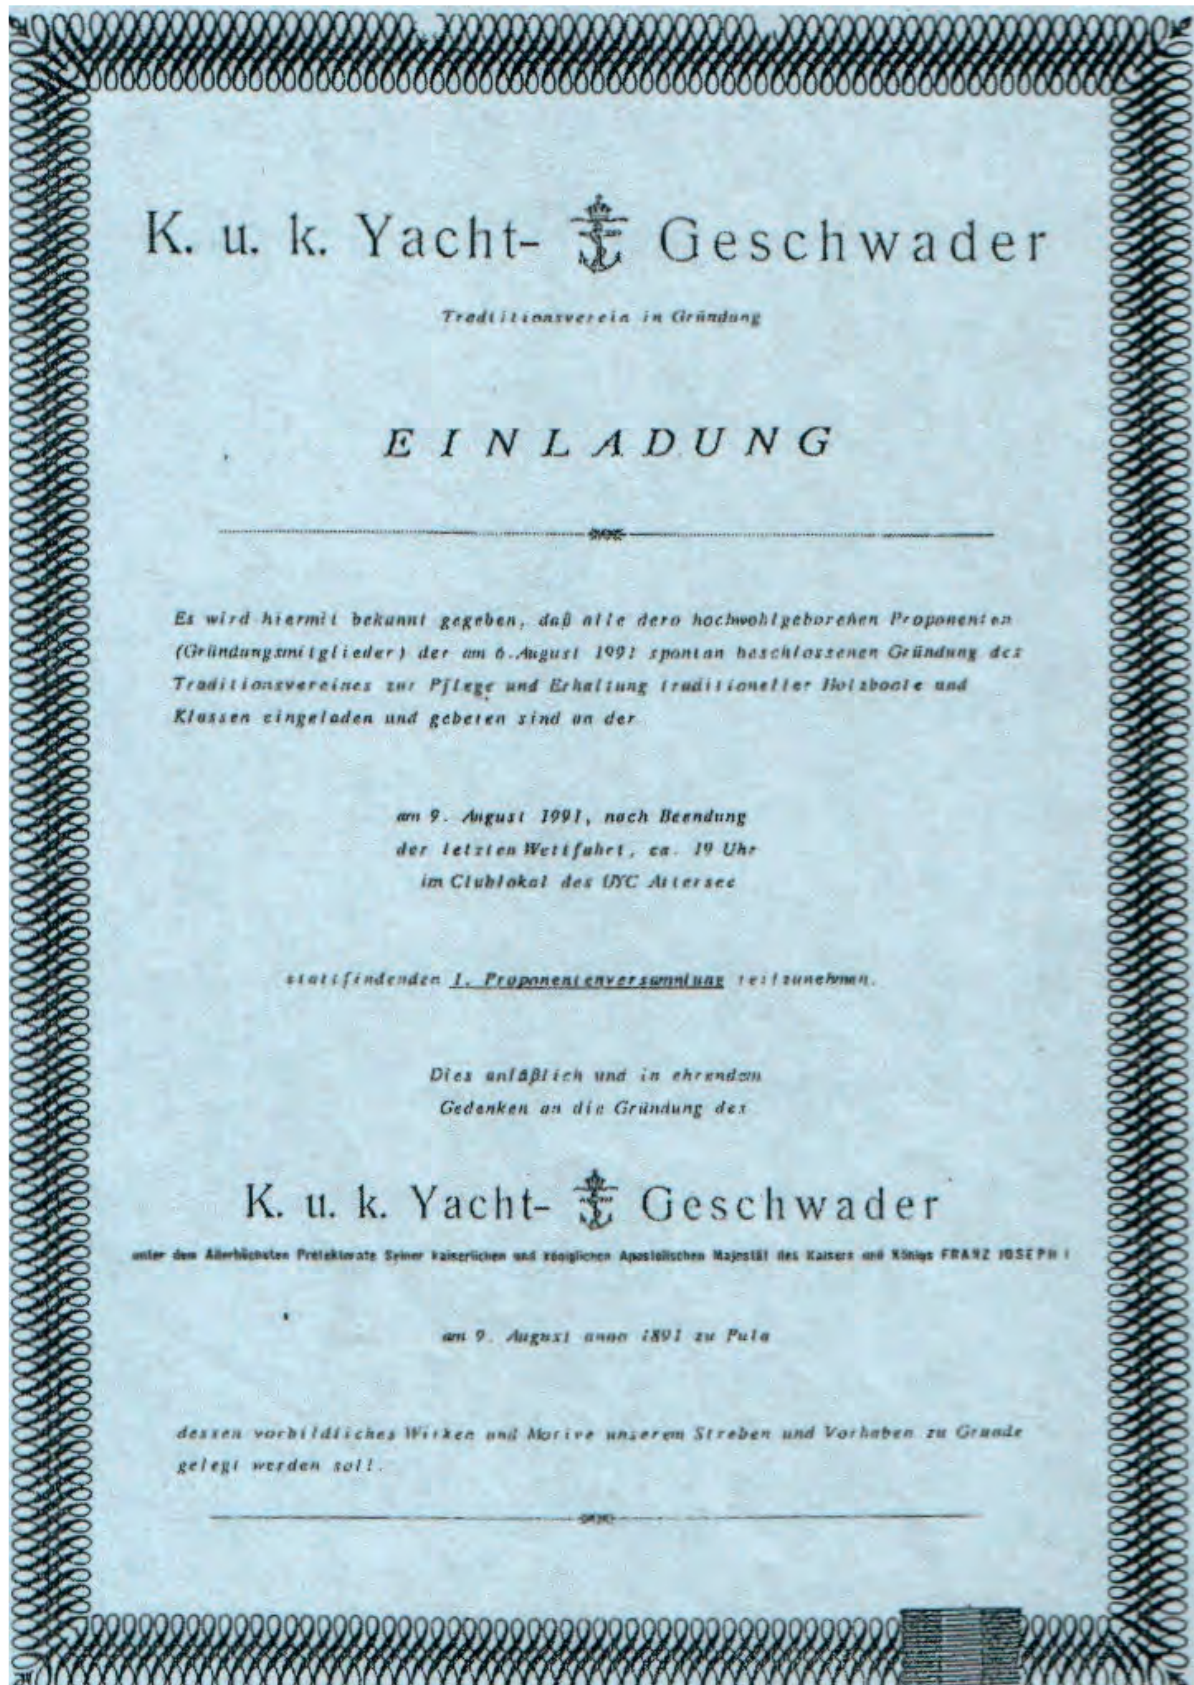 K. u. k. Yacht- Geschwader
Traditionsverein in Gründung
EINLADUNG
Es wird hiermit bekannt gegeben, daß alle dero hochwohlgeborenen Proponenten
(Gründungsmitglieder) der am 6. August 1991 spontan beschlossenen Gründung des
Traditionsvereines zur Pflege und Erhaltung traditioneller Holzboote und
Klassen eingeladen und gebeten sind an der
am 9. August 1991, nach Beendung
der letzten Wettfahrt, ca. 19 Uhr
im Clublokal des UYC Attersee
stattfindenden 1. Proponentenversammlung teilzunehmen.
Dies anläßlich und in ehrendem
Gedenken an die Gründung des
K. u. k. Yacht- Geschwader
unter dem Allerhöchsten Protektorate Seiner kaiserlichen und königlichen Apostolischen Majestät des Kaisers und Königs FRANZ JOSEPH I
am 9. August anno 1891 zu Pula
dessen vorbildliches Wirken und Motive unserem Streben und Vorhaben zu Grunde
gelegt werden soll.